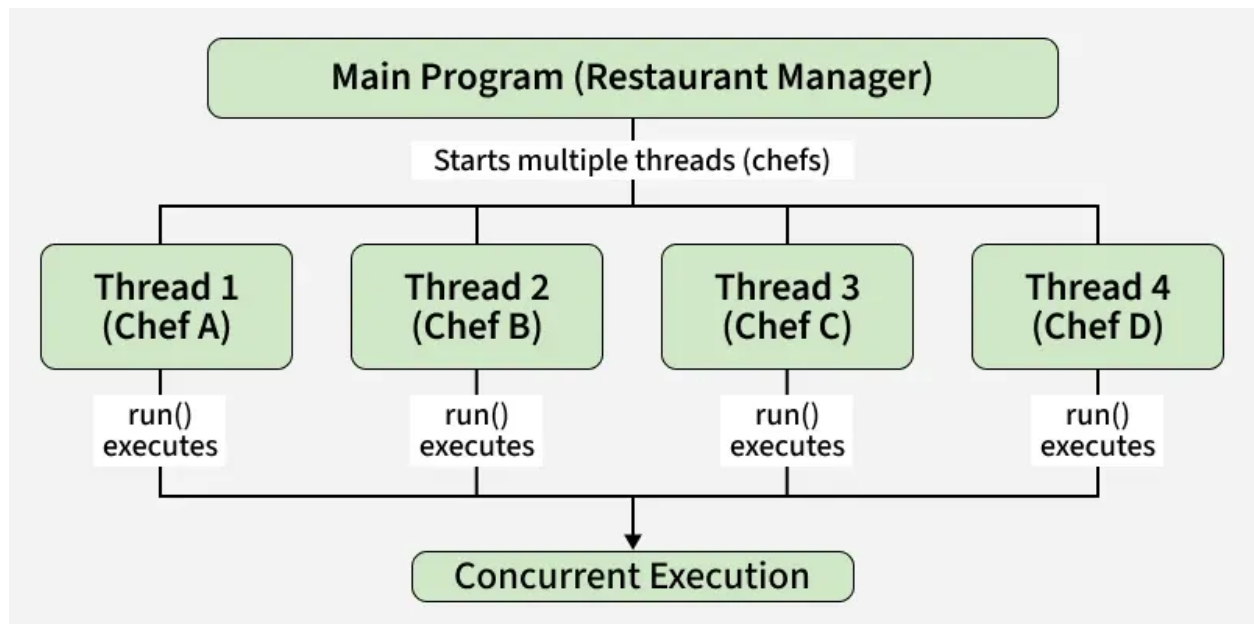 Main Program (Restaurant Manager)
Starts multiple threads (chefs)
Thread 1
(Chef A)
Thread 2
(Chef B)
Thread 3
(Chef C)
Thread 4
(Chef D)
run()
executes
run()
executes
run()
executes
run()
executes
Concurrent Execution